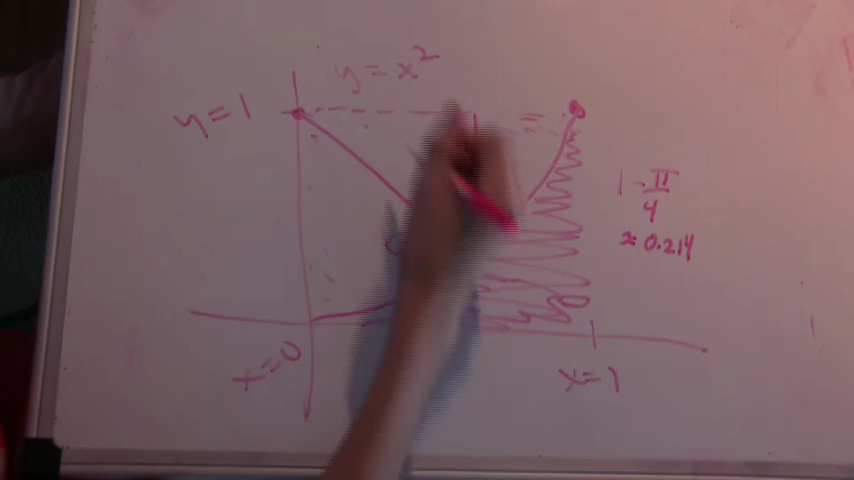 y = x²
y = 1
1 - π/4
≈ 0.214
x = 0
x = 1